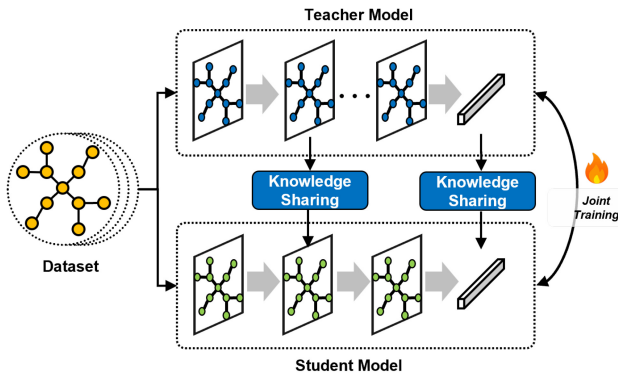 Teacher Model
Knowledge
Sharing
Knowledge
Sharing
Joint
Training
Dataset
Student Model